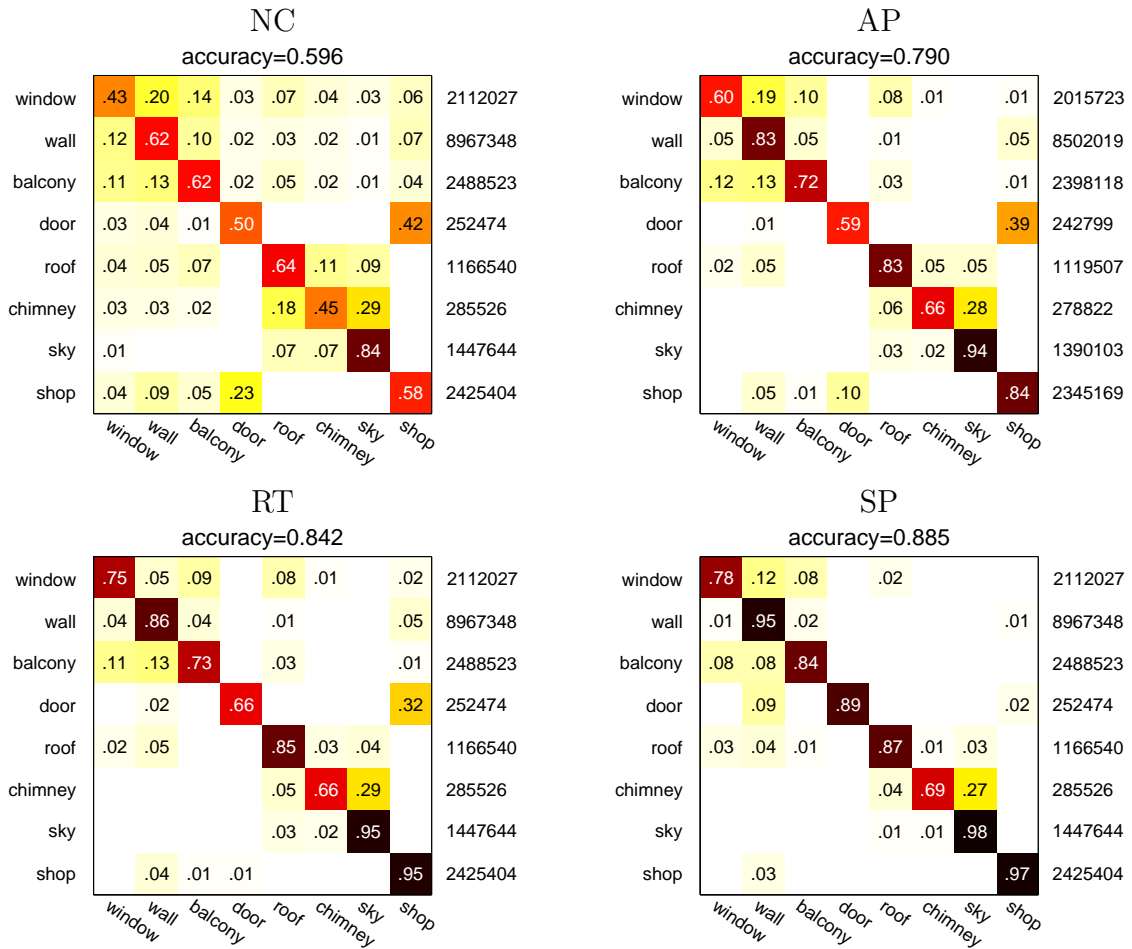 NC
accuracy=0.596
window .43 .20 .14 .03 .07 .04 .03 .06 2112027
wall .12 .62 .10 .02 .03 .02 .01 .07 8967348
balcony .11 .13 .62 .02 .05 .02 .01 .04 2488523
door .03 .04 .01 .50 .42 252474
roof .04 .05 .07 .64 .11 .09 1166540
chimney .03 .03 .02 .18 .45 .29 285526
sky .01 .07 .07 .84 1447644
shop .04 .09 .05 .23 .58 2425404
window wall balcony door roof chimney sky shop
AP
accuracy=0.790
window .60 .19 .10 .08 .01 .01 2015723
wall .05 .83 .05 .01 .05 8502019
balcony .12 .13 .72 .03 .01 2398118
door .01 .59 .39 242799
roof .02 .05 .83 .05 .05 1119507
chimney .06 .66 .28 278822
sky .03 .02 .94 1390103
shop .05 .01 .10 .84 2345169
window wall balcony door roof chimney sky shop
RT
accuracy=0.842
window .75 .05 .09 .08 .01 .02 2112027
wall .04 .86 .04 .01 .05 8967348
balcony .11 .13 .73 .03 .01 2488523
door .02 .66 .32 252474
roof .02 .05 .85 .03 .04 1166540
chimney .05 .66 .29 285526
sky .03 .02 .95 1447644
shop .04 .01 .01 .95 2425404
window wall balcony door roof chimney sky shop
SP
accuracy=0.885
window .78 .12 .08 .02 2112027
wall .01 .95 .02 .01 8967348
balcony .08 .08 .84 2488523
door .09 .89 .02 252474
roof .03 .04 .01 .87 .01 .03 1166540
chimney .04 .69 .27 285526
sky .01 .01 .98 1447644
shop .03 .97 2425404
window wall balcony door roof chimney sky shop